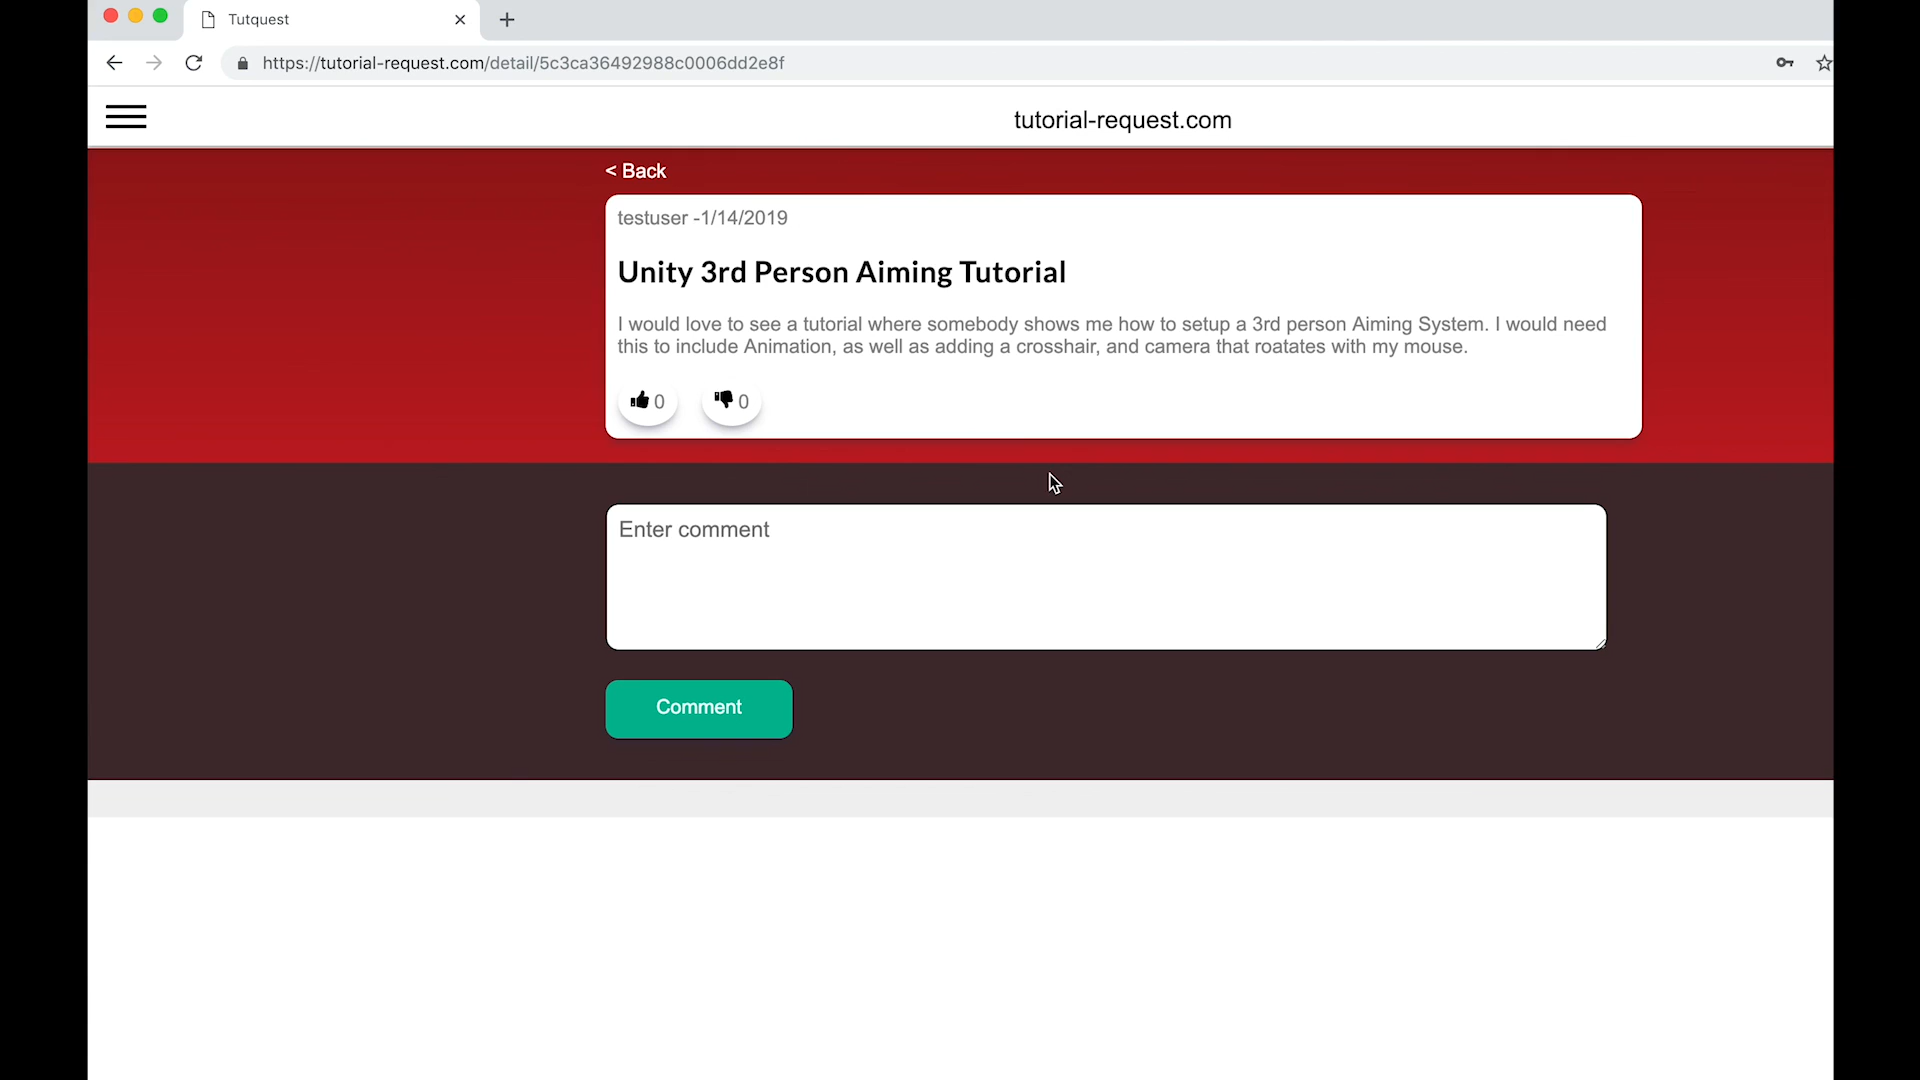 Tutquest
https://tutorial-request.com/detail/5c3ca36492988c0006dd2e8f
tutorial-request.com
< Back
testuser -1/14/2019
Unity 3rd Person Aiming Tutorial
I would love to see a tutorial where somebody shows me how to setup a 3rd person Aiming System. I would need
this to include Animation, as well as adding a crosshair, and camera that roatates with my mouse.
0 0
Enter comment
Comment